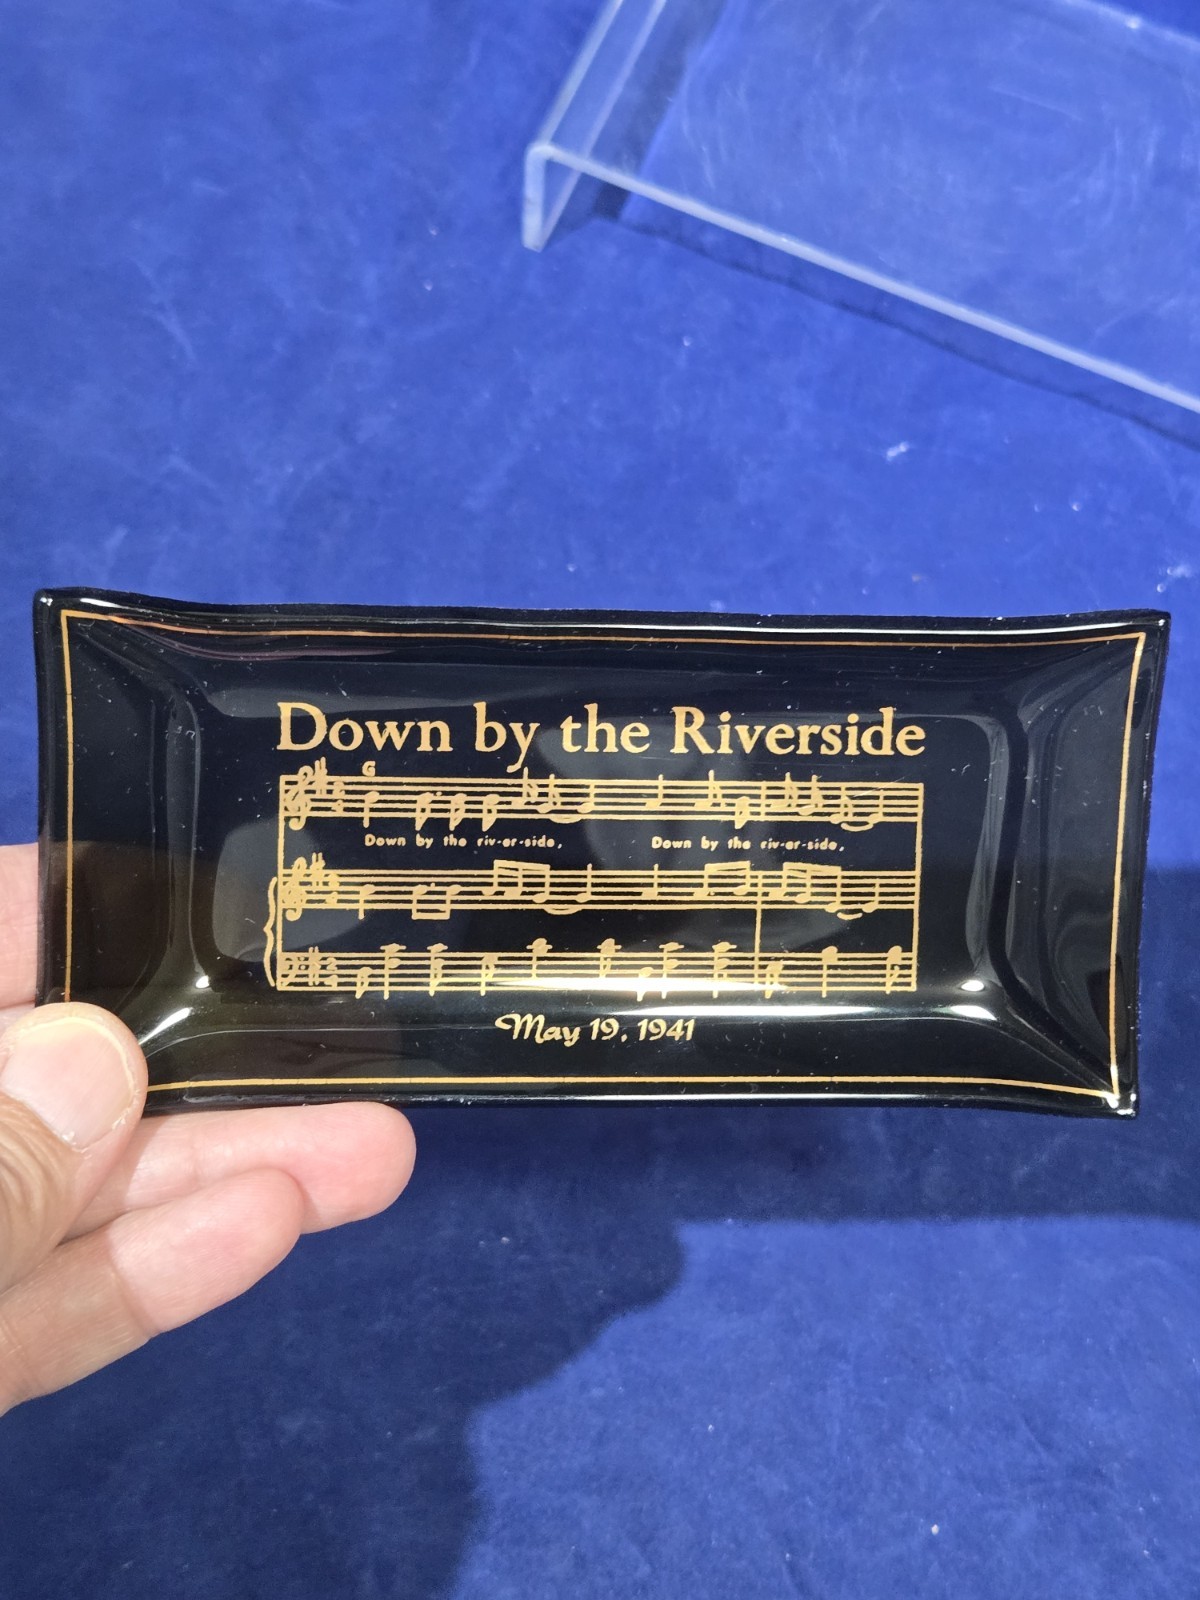 Down by the Riverside
G
Down by the riv-er-side, Down by the riv-er-side,
May 19, 1941